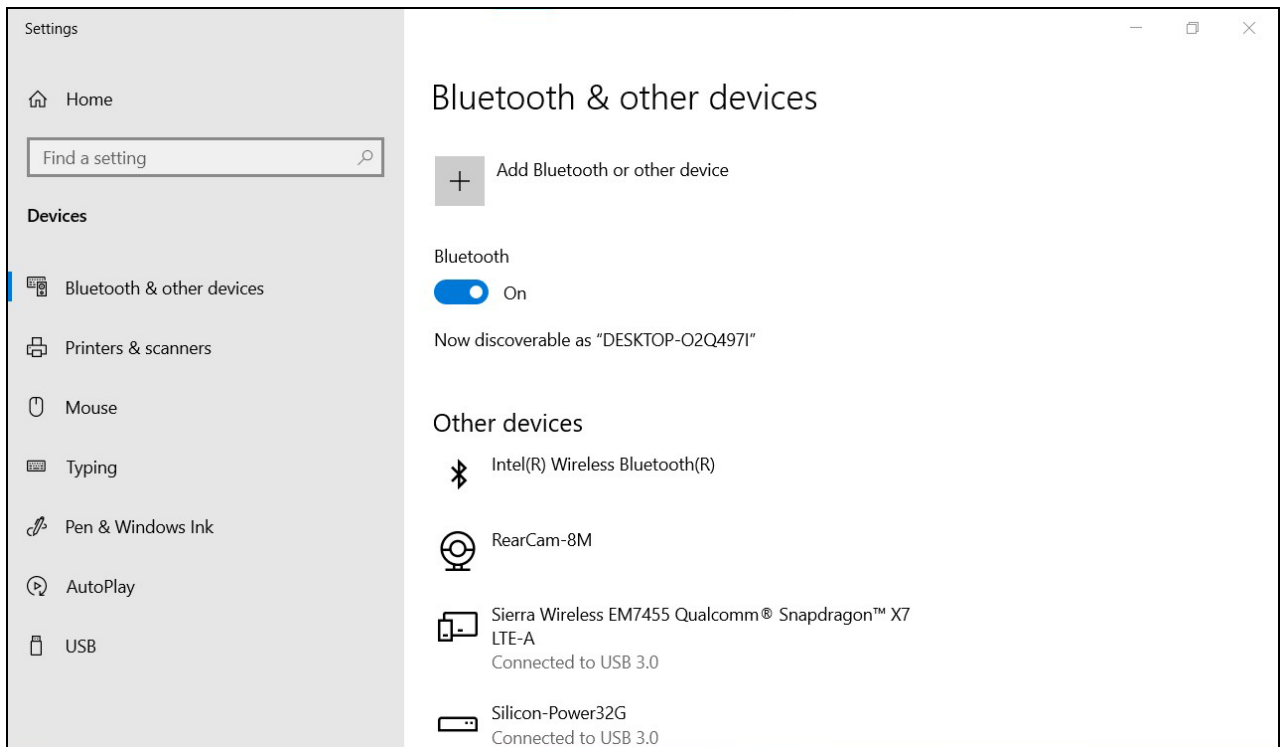 Settings
Home
Find a setting
Devices
Bluetooth & other devices
Printers & scanners
Mouse
Typing
Pen & Windows Ink
AutoPlay
USB
Bluetooth & other devices
Add Bluetooth or other device
Bluetooth
On
Now discoverable as “DESKTOP-O2Q497I”
Other devices
Intel(R) Wireless Bluetooth(R)
RearCam-8M
Sierra Wireless EM7455 Qualcomm® Snapdragon™ X7
LTE-A
Connected to USB 3.0
Silicon-Power32G
Connected to USB 3.0